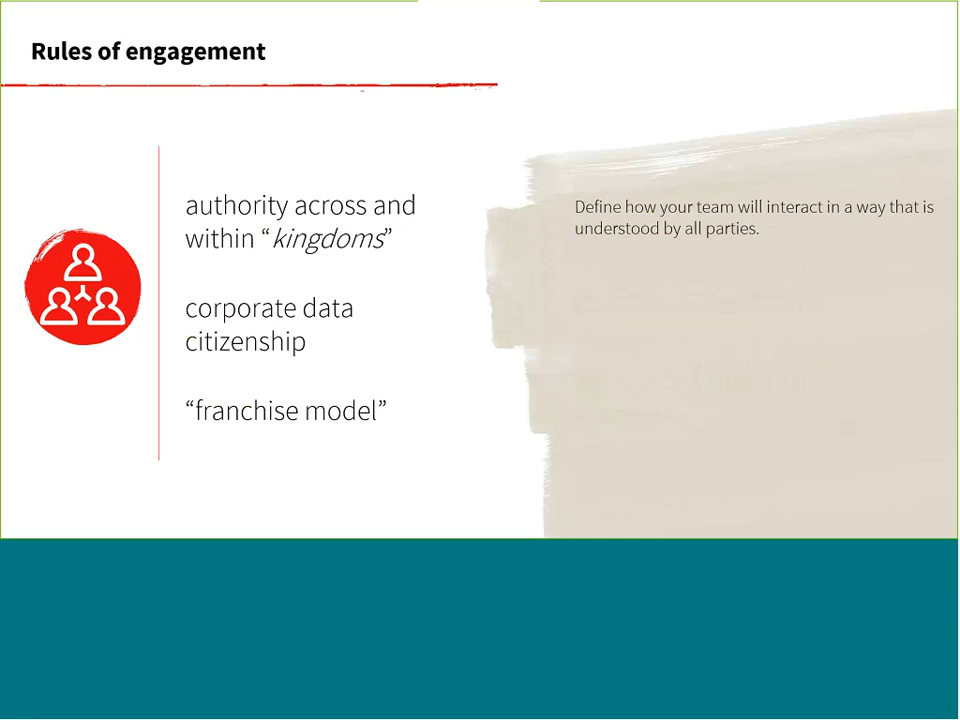 Rules of engagement
authority across and
within “kingdoms”
corporate data
citizenship
“franchise model”
Define how your team will interact in a way that is
understood by all parties.